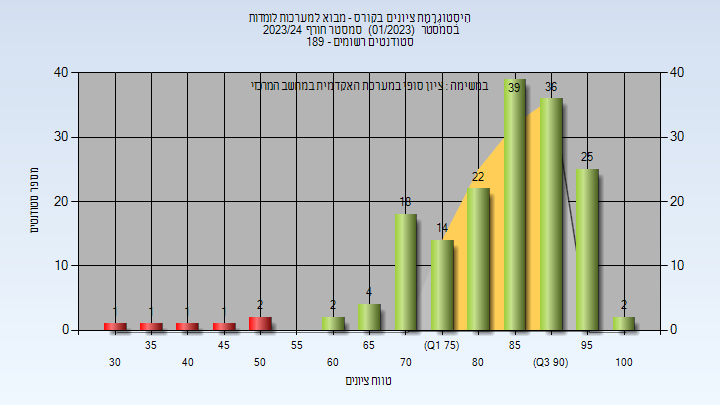 היסטוגרמת ציונים בקורס - מבוא למערכות לומדות
בסמסטר (01/2023) סמסטר חורף 2023/24
סטודנטים רשומים - 189
במשימה : ציון סופי במערכת האקדמית במחשב המרכזי
מספר סטודנטים
40 40
30 30
20 20
10 10
0 0
1 1 1 1 2 2 4 18 14 22 39 36 25 2
35 45 55 65 (Q1 75) 85 95
30 40 50 60 70 80 (Q3 90) 100
טווח ציונים